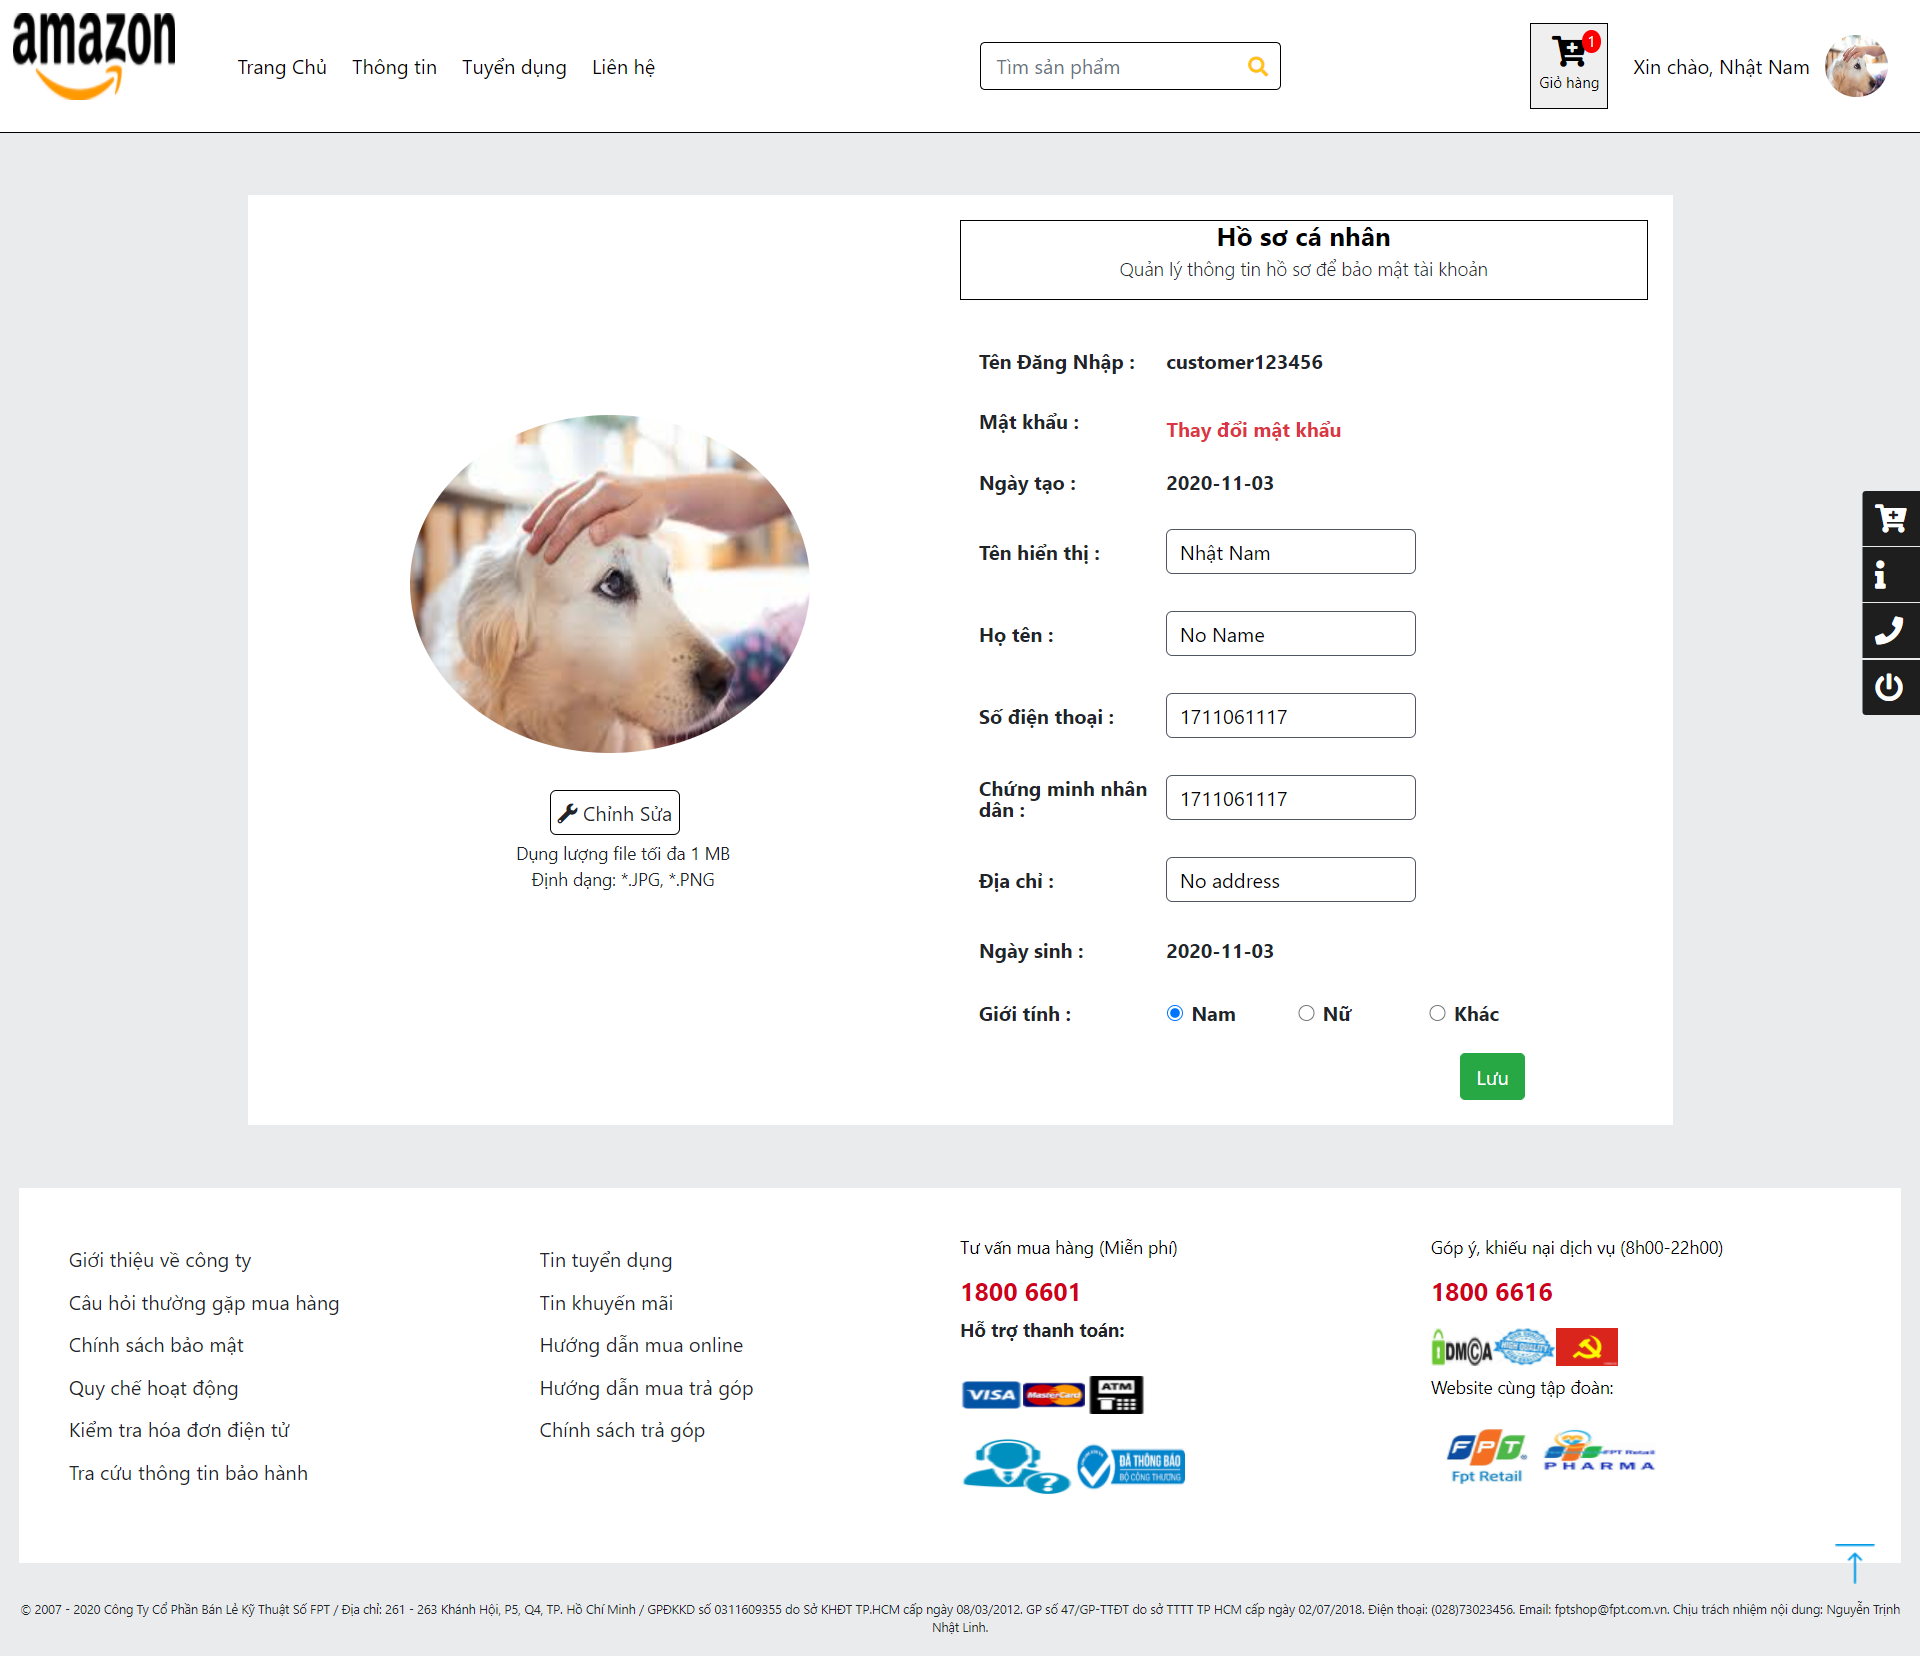 amazon
Trang Chủ
Thông tin
Tuyển dụng
Liên hệ
Tìm sản phẩm
1
Giỏ hàng
Xin chào, Nhật Nam
Hồ sơ cá nhân
Quản lý thông tin hồ sơ để bảo mật tài khoản
Tên Đăng Nhập : customer123456
Mật khẩu : Thay đổi mật khẩu
Ngày tạo : 2020-11-03
Tên hiển thị : Nhật Nam
Họ tên : No Name
Số điện thoại : 1711061117
Chứng minh nhân
dân : 1711061117
Địa chỉ : No address
Ngày sinh : 2020-11-03
Giới tính : Nam Nữ Khác
Lưu
Chỉnh Sửa
Dụng lượng file tối đa 1 MB
Định dạng: *.JPG, *.PNG
Giới thiệu về công ty
Câu hỏi thường gặp mua hàng
Chính sách bảo mật
Quy chế hoạt động
Kiểm tra hóa đơn điện tử
Tra cứu thông tin bảo hành
Tin tuyển dụng
Tin khuyến mãi
Hướng dẫn mua online
Hướng dẫn mua trả góp
Chính sách trả góp
Tư vấn mua hàng (Miễn phí)
1800 6601
Hỗ trợ thanh toán:
VISA
MasterCard
ATM
?
ĐÃ THÔNG BÁO
BỘ CÔNG THƯƠNG
Góp ý, khiếu nại dịch vụ (8h00-22h00)
1800 6616
DMCA
HIGH QUALITY
Website cùng tập đoàn:
FPT
Fpt Retail
FPT Retail
PHARMA
© 2007 - 2020 Công Ty Cổ Phần Bán Lẻ Kỹ Thuật Số FPT / Địa chỉ: 261 - 263 Khánh Hội, P5, Q4, TP. Hồ Chí Minh / GPĐKKD số 0311609355 do Sở KHĐT TP.HCM cấp ngày 08/03/2012. GP số 47/GP-TTĐT do sở TTTT TP HCM cấp ngày 02/07/2018. Điện thoại: (028)73023456. Email: fptshop@fpt.com.vn. Chịu trách nhiệm nội dung: Nguyễn Trịnh
Nhật Linh.